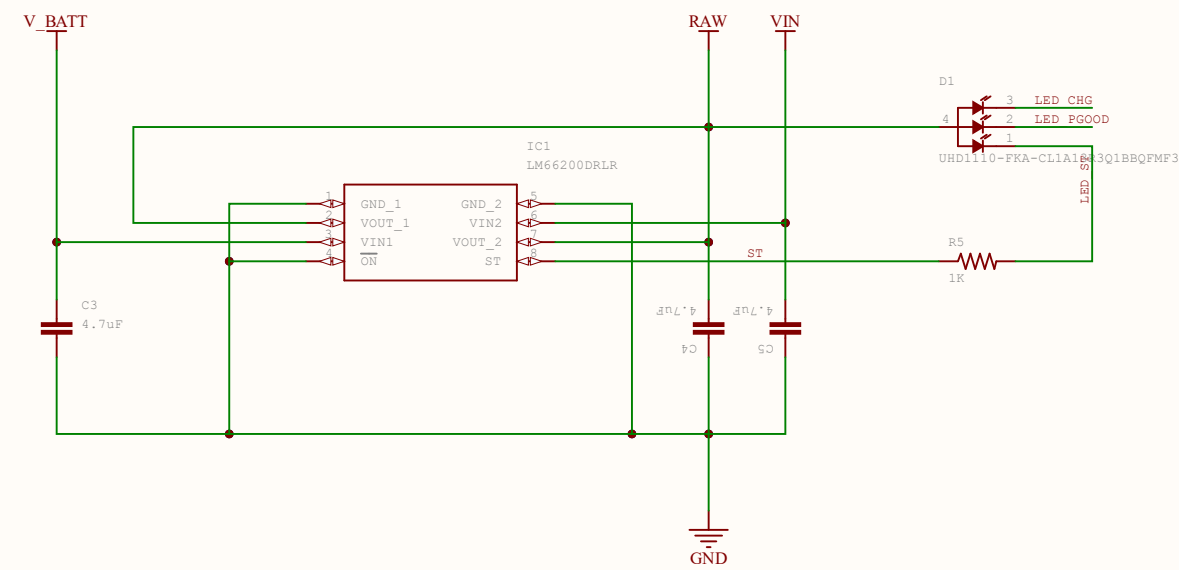 V_BATT
RAW
VIN
D1
3
LED CHG
4
2
LED PGOOD
1
LED ST
IC1
LM66200DRLR
1
GND_1
GND_2
5
2
VOUT_1
VIN2
6
3
VIN1
VOUT_2
7
4
ON
ST
8
ST
R5
1K
C3
4.7uF
4.7uF
C4
4.7uF
C5
GND